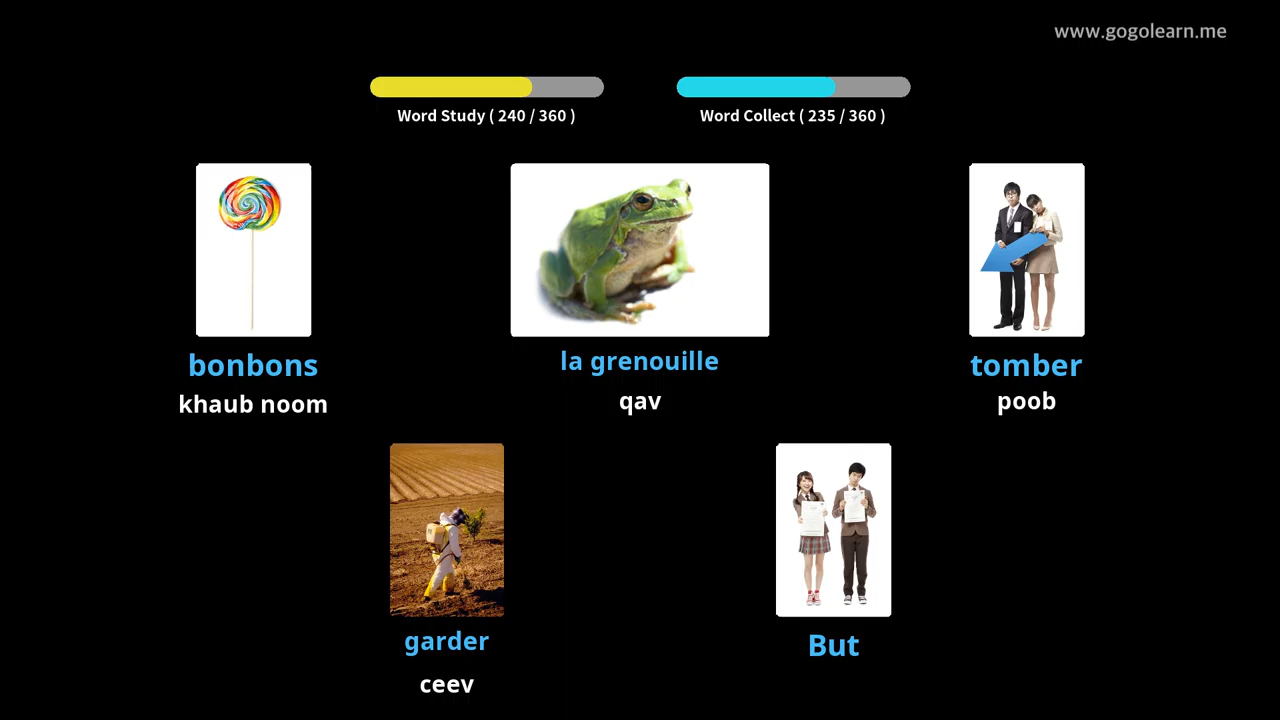 www.gogolearn.me
Word Study ( 240 / 360 )
Word Collect ( 235 / 360 )
bonbons
khaub noom
la grenouille
qav
tomber
poob
garder
ceev
But